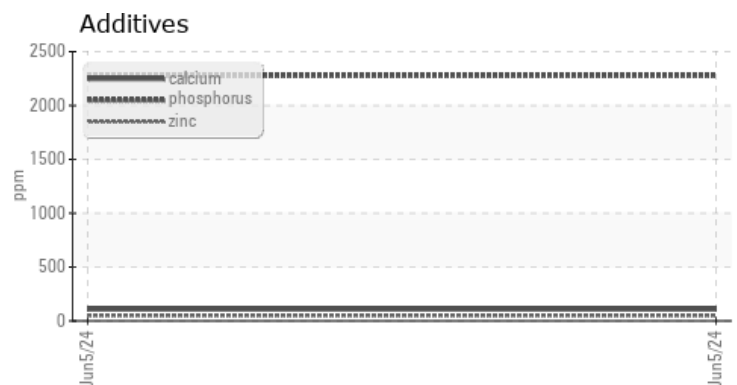 Additives
2500
2000
1500
1000
500
0
ppm
calcium
phosphorus
zinc
Jun5/24
Jun5/24